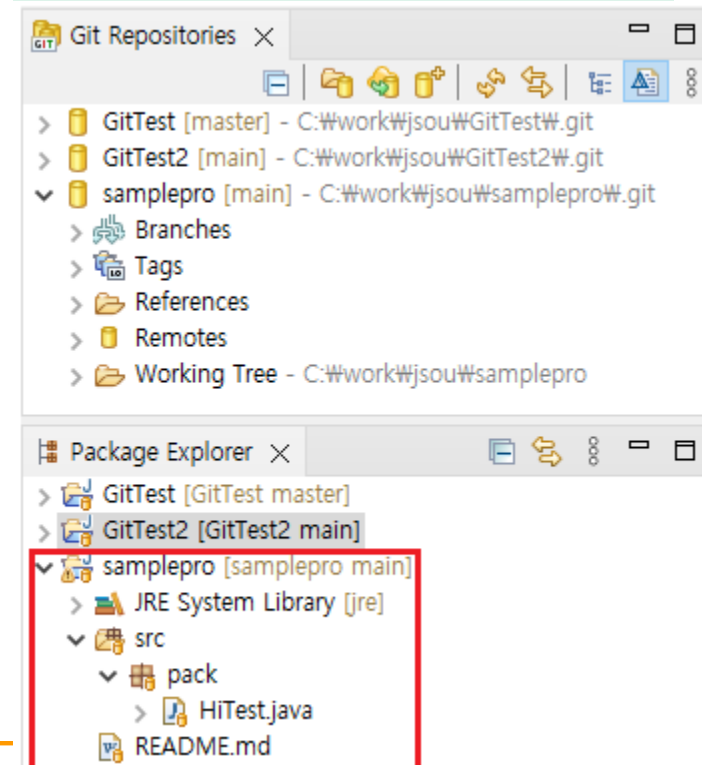 Git Repositories
GitTest [master] - C:₩work₩jsou₩GitTest₩.git
GitTest2 [main] - C:₩work₩jsou₩GitTest2₩.git
samplepro [main] - C:₩work₩jsou₩samplepro₩.git
Branches
Tags
References
Remotes
Working Tree - C:₩work₩jsou₩samplepro
Package Explorer
GitTest [GitTest master]
GitTest2 [GitTest2 main]
samplepro [samplepro main]
JRE System Library [jre]
src
pack
HiTest.java
README.md